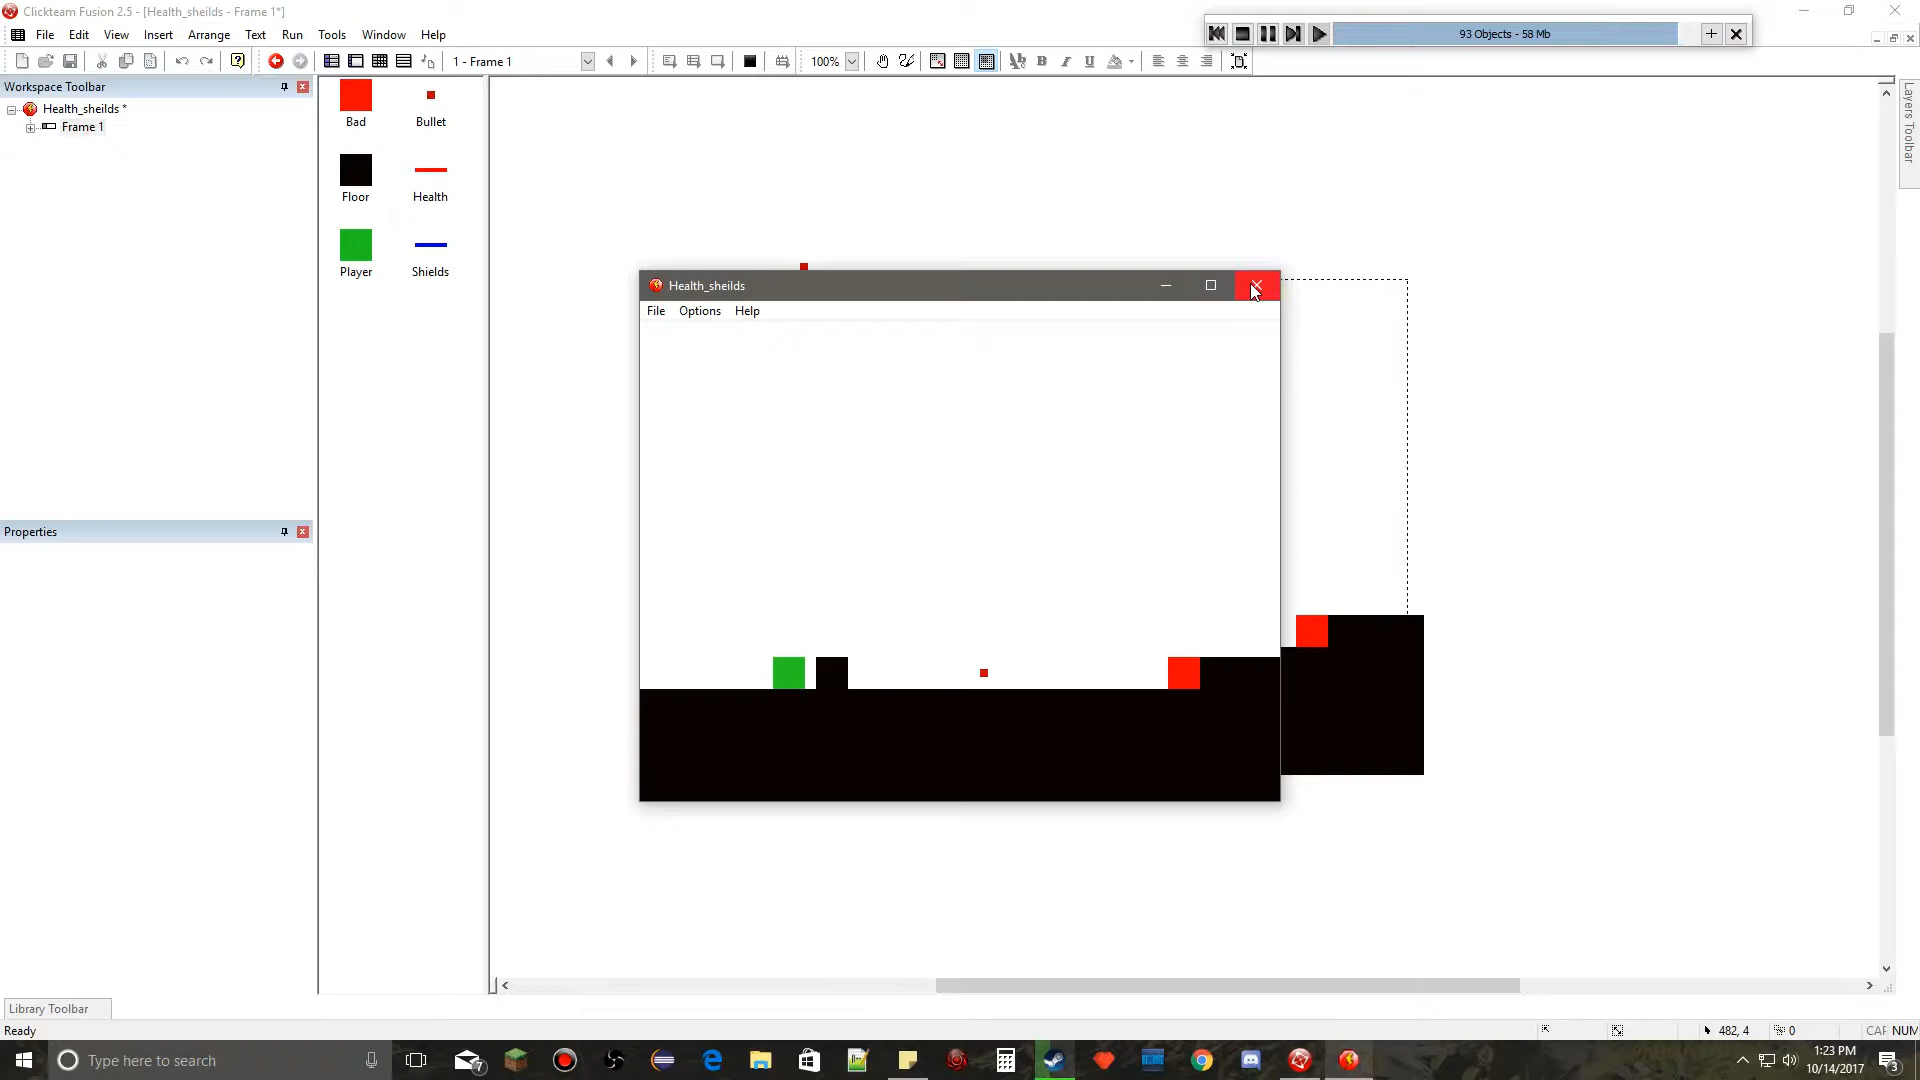 Clickteam Fusion 2.5 - [Health_sheilds - Frame 1*]
File Edit View Insert Arrange Text Run Tools Window Help
93 Objects - 58 Mb
1 - Frame 1
100%
B I U
Workspace Toolbar
Health_sheilds *
Frame 1
Bad
Bullet
Floor
Health
Player
Shields
Layers Toolbar
Health_sheilds
File Options Help
Properties
Library Toolbar
Ready
482, 4
0
CAP NUM
Type here to search
7
1:23 PM
10/14/2017
3